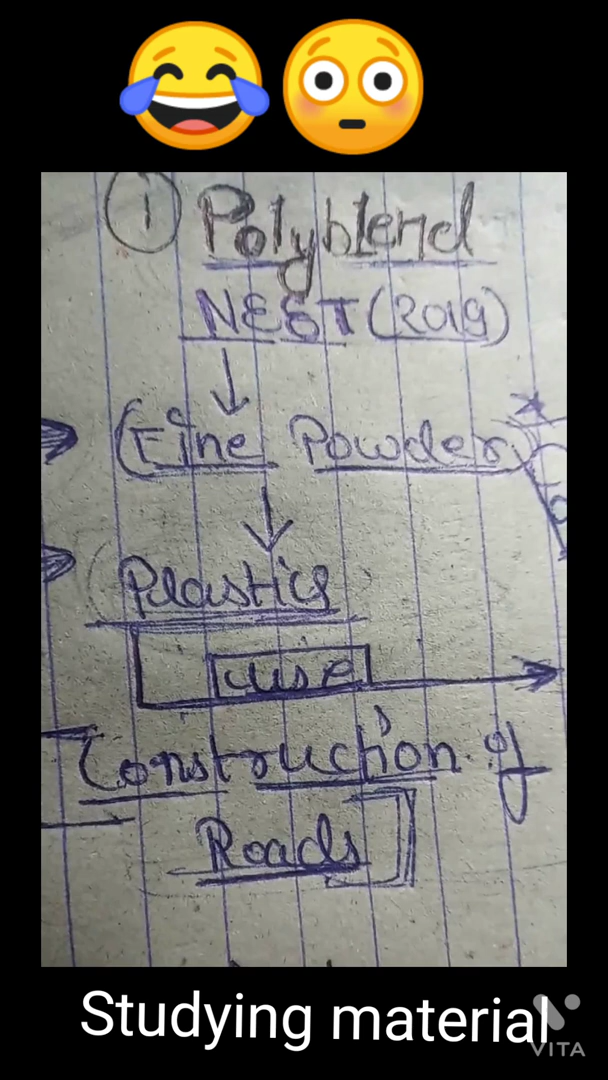 ① Polyblend
NEST (2019)
(Fine Powder)
Plastics
use
Construction of
Roads
Studying material
VITA